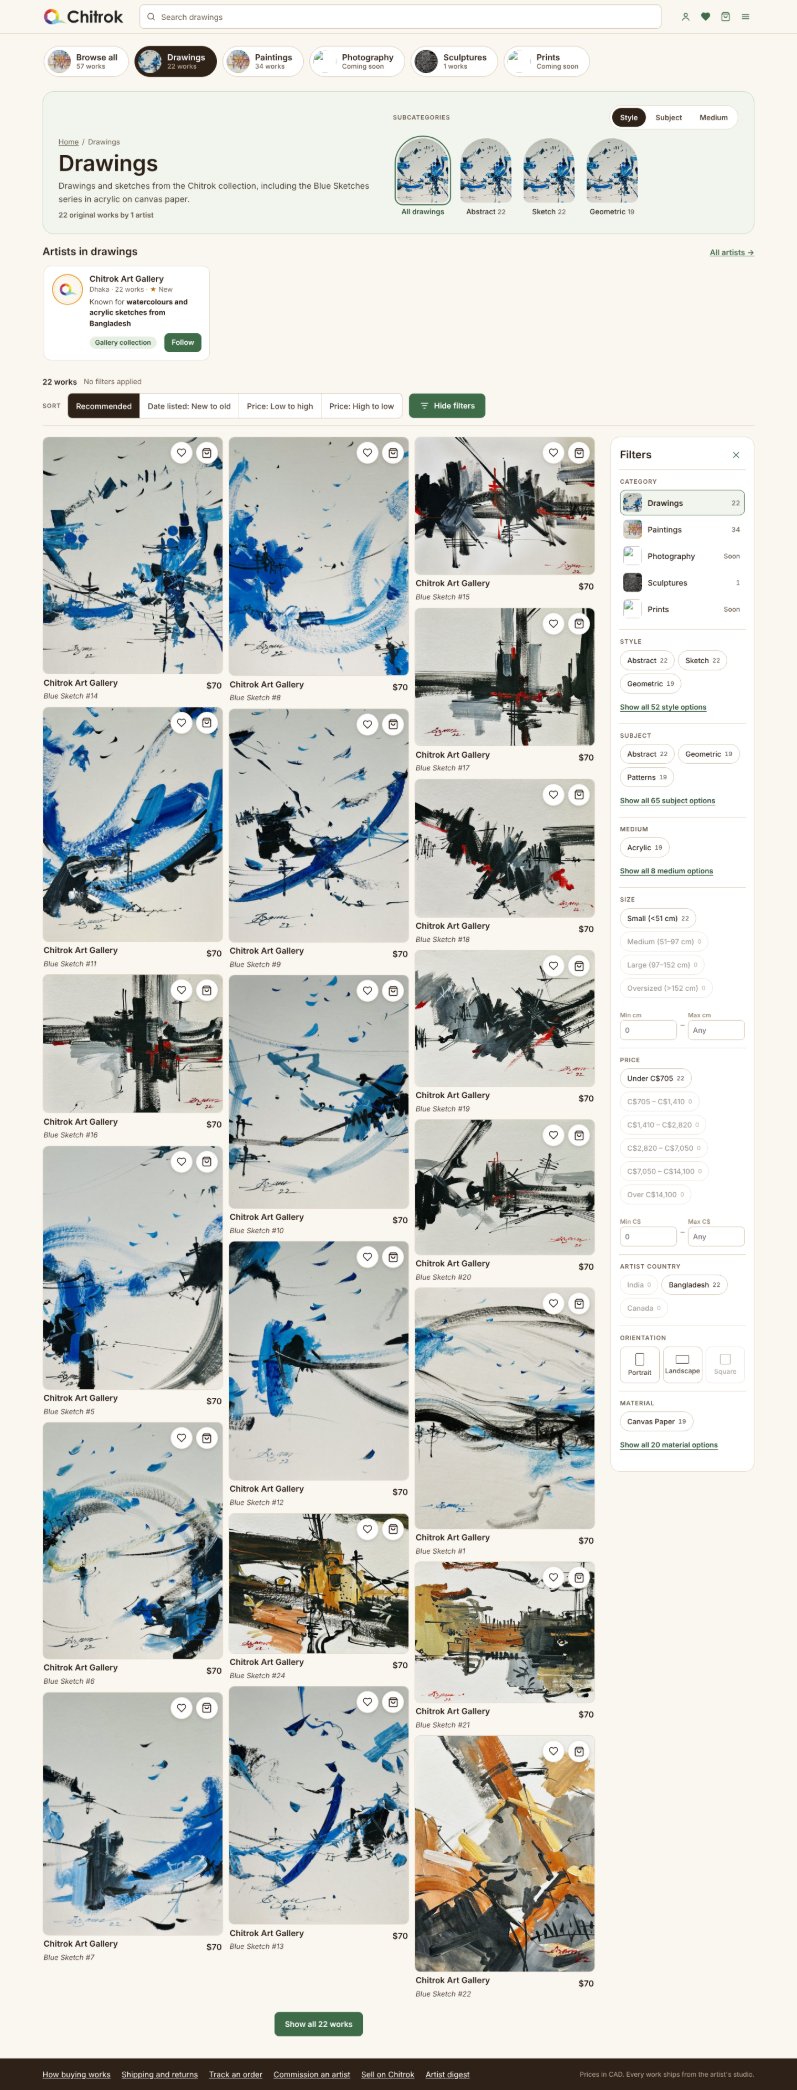 Chitrok
Search drawings
Browse all
57 works
Drawings
22 works
Paintings
34 works
Photography
Coming soon
Sculptures
1 works
Prints
Coming soon
SUBCATEGORIES
Style
Subject
Medium
Home / Drawings
Drawings
Drawings and sketches from the Chitrok collection, including the Blue Sketches
series in acrylic on canvas paper.
22 original works by 1 artist
All drawings
Abstract 22
Sketch 22
Geometric 19
Artists in drawings
All artists →
Chitrok Art Gallery
Dhaka · 22 works · ★ New
Known for watercolours and
acrylic sketches from
Bangladesh
Gallery collection
Follow
22 works No filters applied
SORT
Recommended
Date listed: New to old
Price: Low to high
Price: High to low
Hide filters
Chitrok Art Gallery $70
Blue Sketch #14
Chitrok Art Gallery $70
Blue Sketch #11
Chitrok Art Gallery $70
Blue Sketch #16
Chitrok Art Gallery $70
Blue Sketch #5
Chitrok Art Gallery $70
Blue Sketch #6
Chitrok Art Gallery $70
Blue Sketch #7
Chitrok Art Gallery $70
Blue Sketch #8
Chitrok Art Gallery $70
Blue Sketch #9
Chitrok Art Gallery $70
Blue Sketch #10
Chitrok Art Gallery $70
Blue Sketch #12
Chitrok Art Gallery $70
Blue Sketch #24
Chitrok Art Gallery $70
Blue Sketch #13
Chitrok Art Gallery $70
Blue Sketch #15
Chitrok Art Gallery $70
Blue Sketch #17
Chitrok Art Gallery $70
Blue Sketch #18
Chitrok Art Gallery $70
Blue Sketch #19
Chitrok Art Gallery $70
Blue Sketch #20
Chitrok Art Gallery $70
Blue Sketch #1
Chitrok Art Gallery $70
Blue Sketch #21
Chitrok Art Gallery $70
Blue Sketch #22
Filters
CATEGORY
Drawings 22
Paintings 34
Photography Soon
Sculptures 1
Prints Soon
STYLE
Abstract 22 Sketch 22
Geometric 19
Show all 52 style options
SUBJECT
Abstract 22 Geometric 19
Patterns 19
Show all 65 subject options
MEDIUM
Acrylic 19
Show all 8 medium options
SIZE
Small (<51 cm) 22
Medium (51–97 cm) 0
Large (97–152 cm) 0
Oversized (>152 cm) 0
Min cm Max cm
0 – Any
PRICE
Under C$705 22
C$705 – C$1,410 0
C$1,410 – C$2,820 0
C$2,820 – C$7,050 0
C$7,050 – C$14,100 0
Over C$14,100 0
Min C$ Max C$
0 – Any
ARTIST COUNTRY
India 0 Bangladesh 22
Canada 0
ORIENTATION
Portrait Landscape Square
MATERIAL
Canvas Paper 19
Show all 20 material options
Show all 22 works
How buying works
Shipping and returns
Track an order
Commission an artist
Sell on Chitrok
Artist digest
Prices in CAD. Every work ships from the artist's studio.